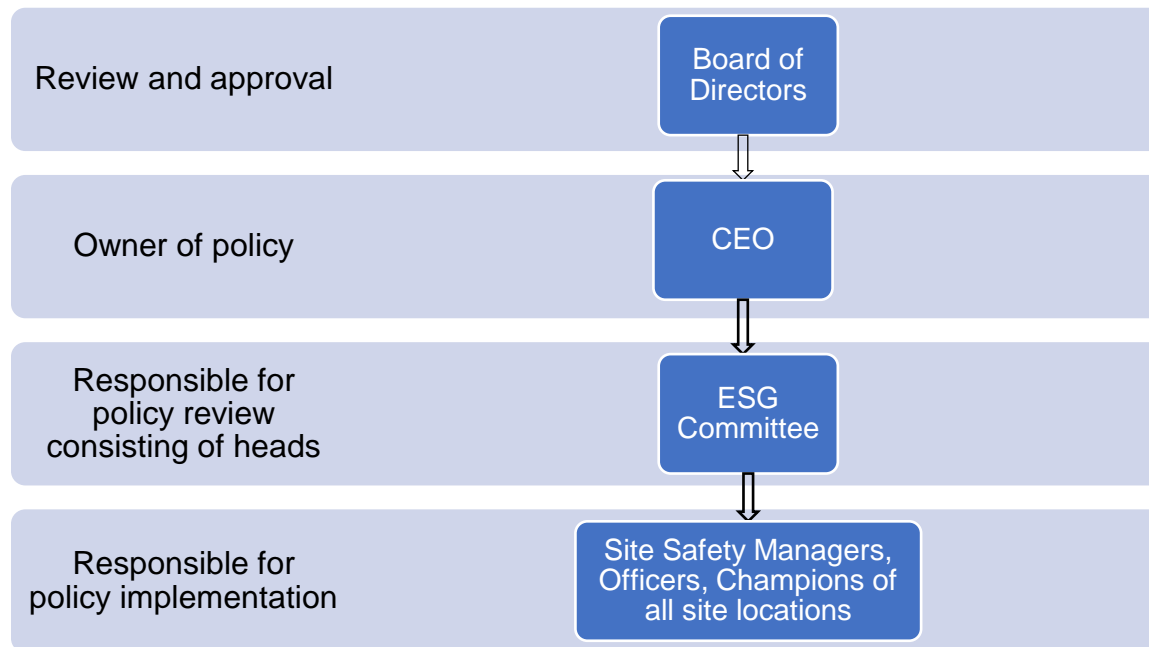 Review and approval
Board of
Directors
Owner of policy
CEO
Responsible for
policy review
consisting of heads
ESG
Committee
Responsible for
policy implementation
Site Safety Managers,
Officers, Champions of
all site locations